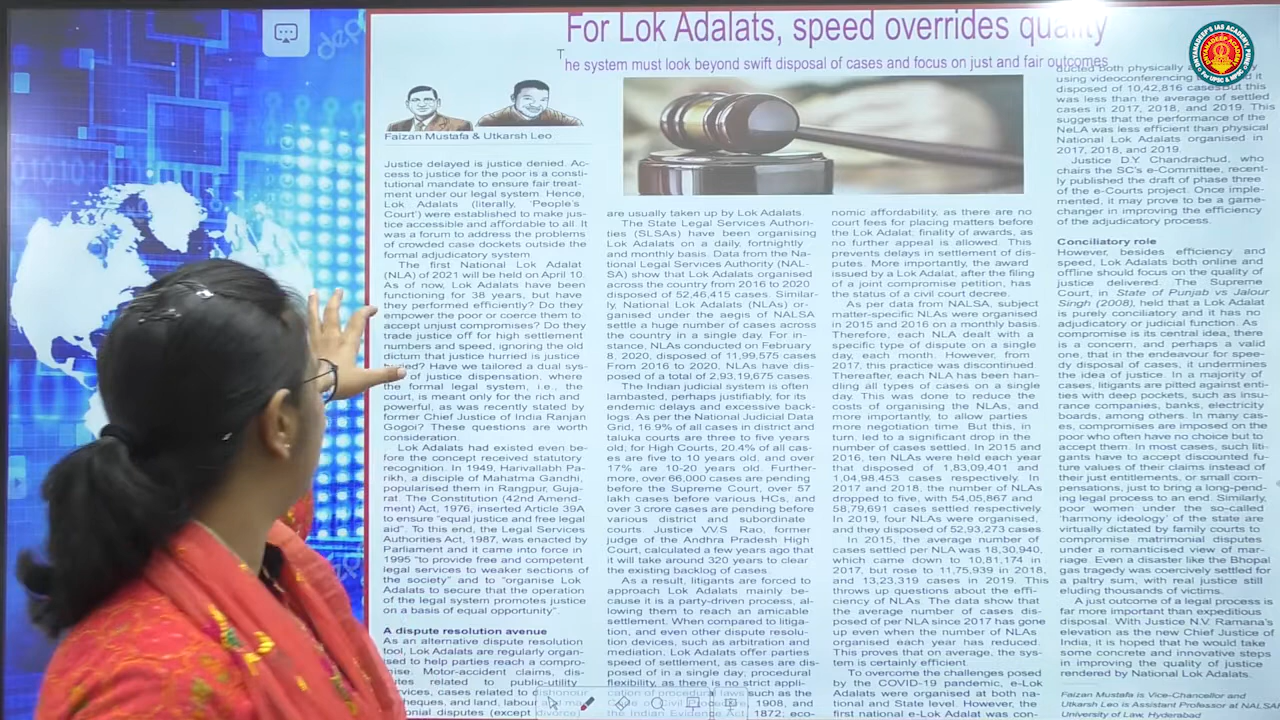 For Lok Adalats, speed overrides quality
The system must look beyond swift disposal of cases and focus on just and fair outcomes
Faizan Mustafa & Utkarsh Leo
Justice delayed is justice denied. Ac-
cess to justice for the poor is a consti-
tutional mandate to ensure fair treat-
ment under our legal system. Hence,
Lok Adalats (literally, 'People's
Court') were established to make jus-
tice accessible and affordable to all. It
was a forum to address the problems
of crowded case dockets outside the
formal adjudicatory system.
The first National Lok Adalat
(NLA) of 2021 will be held on April 10.
As of now, Lok Adalats have been
functioning for 38 years, but have
they performed efficiently? Do they
empower the poor or coerce them to
accept unjust compromises? Do they
trade justice off for high settlement
numbers and speed, ignoring the old
dictum that justice hurried is justice
buried? Have we tailored a dual sys-
of justice dispensation, where
the formal legal system, i.e., the
court, is meant only for the rich and
powerful, as was recently stated by
former Chief Justice of India Ranjan
Gogoi? These questions are worth
consideration.
Lok Adalats had existed even be-
fore the concept received statutory
recognition. In 1949, Harivallabh Pa-
rikh, a disciple of Mahatma Gandhi,
popularised them in Rangpur, Guja-
rat. The Constitution (42nd Amend-
ment) Act, 1976, inserted Article 39A
to ensure "equal justice and free legal
aid". To this end, the Legal Services
Authorities Act, 1987, was enacted by
Parliament and it came into force in
1995 "to provide free and competent
legal services to weaker sections of
the society" and to "organise Lok
Adalats to secure that the operation
of the legal system promotes justice
on a basis of equal opportunity".
A dispute resolution avenue
As an alternative dispute resolution
tool, Lok Adalats are regularly organ-
ised to help parties reach a compro-
mise. Motor-accident claims, dis-
putes related to public-utility
services, cases related to dishonour
cheques, and land, labour and
monial disputes (except divorce)
are usually taken up by Lok Adalats.
The State Legal Services Authori-
ties (SLSAs) have been organising
Lok Adalats on a daily, fortnightly
and monthly basis. Data from the Na-
tional Legal Services Authority (NAL-
SA) show that Lok Adalats organised
across the country from 2016 to 2020
disposed of 52,46,415 cases. Similar-
ly, National Lok Adalats (NLAs) or-
ganised under the aegis of NALSA
settle a huge number of cases across
the country in a single day. For in-
stance, NLAs conducted on February
8, 2020, disposed of 11,99,575 cases.
From 2016 to 2020, NLAs have dis-
posed of a total of 2,93,19,675 cases.
The Indian judicial system is often
lambasted, perhaps justifiably, for its
endemic delays and excessive back-
logs. As per the National Judicial Data
Grid, 16.9% of all cases in district and
taluka courts are three to five years
old; for High Courts, 20.4% of all cas-
es are five to 10 years old, and over
17% are 10-20 years old. Further-
more, over 66,000 cases are pending
before the Supreme Court, over 57
lakh cases before various HCs, and
over 3 crore cases are pending before
various district and subordinate
courts. Justice V.V.S. Rao, former
judge of the Andhra Pradesh High
Court, calculated a few years ago that
it will take around 320 years to clear
the existing backlog of cases.
As a result, litigants are forced to
approach Lok Adalats mainly be-
cause it is a party-driven process, al-
lowing them to reach an amicable
settlement. When compared to litiga-
tion, and even other dispute resolu-
tion devices, such as arbitration and
mediation, Lok Adalats offer parties
speed of settlement, as cases are dis-
posed of in a single day; procedural
flexibility, as there is no strict appli-
cation of procedural laws such as the
Code of Civil Procedure, 1908, and
the Indian Evidence Act, 1872; eco-
nomic affordability, as there are no
court fees for placing matters before
the Lok Adalat; finality of awards, as
no further appeal is allowed. This
prevents delays in settlement of dis-
putes. More importantly, the award
issued by a Lok Adalat, after the filing
of a joint compromise petition, has
the status of a civil court decree.
As per data from NALSA, subject
matter-specific NLAs were organised
in 2015 and 2016 on a monthly basis.
Therefore, each NLA dealt with a
specific type of dispute on a single
day, each month. However, from
2017, this practice was discontinued.
Thereafter, each NLA has been han-
dling all types of cases on a single
day. This was done to reduce the
costs of organising the NLAs, and
more importantly, to allow parties
more negotiation time. But this, in
turn, led to a significant drop in the
number of cases settled. In 2015 and
2016, ten NLAs were held each year
that disposed of 1,83,09,401 and
1,04,98,453 cases respectively. In
2017 and 2018, the number of NLAs
dropped to five, with 54,05,867 and
58,79,691 cases settled respectively.
In 2019, four NLAs were organised,
and they disposed of 52,93,273 cases.
In 2015, the average number of
cases settled per NLA was 18,30,940,
which came down to 10,81,174 in
2017, but rose to 11,75,939 in 2018,
and 13,23,319 cases in 2019. This
throws up questions about the effi-
ciency of NLAs. The data show that
the average number of cases dis-
posed of per NLA since 2017 has gone
up even when the number of NLAs
organised each year has reduced.
This proves that on average, the sys-
tem is certainly efficient.
To overcome the challenges posed
by the COVID-19 pandemic, e-Lok
Adalats were organised at both na-
tional and State level. However, the
first national e-Lok Adalat was con-
ducted both physically
using videoconferencing it
disposed of 10,42,816 cases. But this
was less than the average of settled
cases in 2017, 2018, and 2019. This
suggests that the performance of the
NeLA was less efficient than physical
National Lok Adalats organised in
2017, 2018, and 2019.
Justice D.Y. Chandrachud, who
chairs the SC's e-Committee, recent-
ly published the draft of phase three
of the e-Courts project. Once imple-
mented, it may prove to be a game-
changer in improving the efficiency
of the adjudicatory process.
Conciliatory role
However, besides efficiency and
speed, Lok Adalats both online and
offline should focus on the quality of
justice delivered. The Supreme
Court, in State of Punjab vs Jalour
Singh (2008), held that a Lok Adalat
is purely conciliatory and it has no
adjudicatory or judicial function. As
compromise is its central idea, there
is a concern, and perhaps a valid
one, that in the endeavour for spee-
dy disposal of cases, it undermines
the idea of justice. In a majority of
cases, litigants are pitted against enti-
ties with deep pockets, such as insu-
rance companies, banks, electricity
boards, among others. In many cas-
es, compromises are imposed on the
poor who often have no choice but to
accept them. In most cases, such liti-
gants have to accept discounted
future values of their claims instead of
their just entitlements, or small com-
pensations, just to bring a long-pend-
ing legal process to an end. Similarly,
poor women under the so-called
'harmony ideology' of the state are
virtually dictated by family courts to
compromise matrimonial disputes
under a romanticised view of mar-
riage. Even a disaster like the Bhopal
gas tragedy was coercively settled for
a paltry sum, with real justice still
eluding thousands of victims.
A just outcome of a legal process is
far more important than expeditious
disposal. With Justice N.V. Ramana's
elevation as the new Chief Justice of
India, it is hoped that he would take
some concrete and innovative steps
in improving the quality of justice
rendered by National Lok Adalats.
Faizan Mustafa is Vice-Chancellor and
Utkarsh Leo is Assistant Professor at NALSA
University of Law, Hyderabad